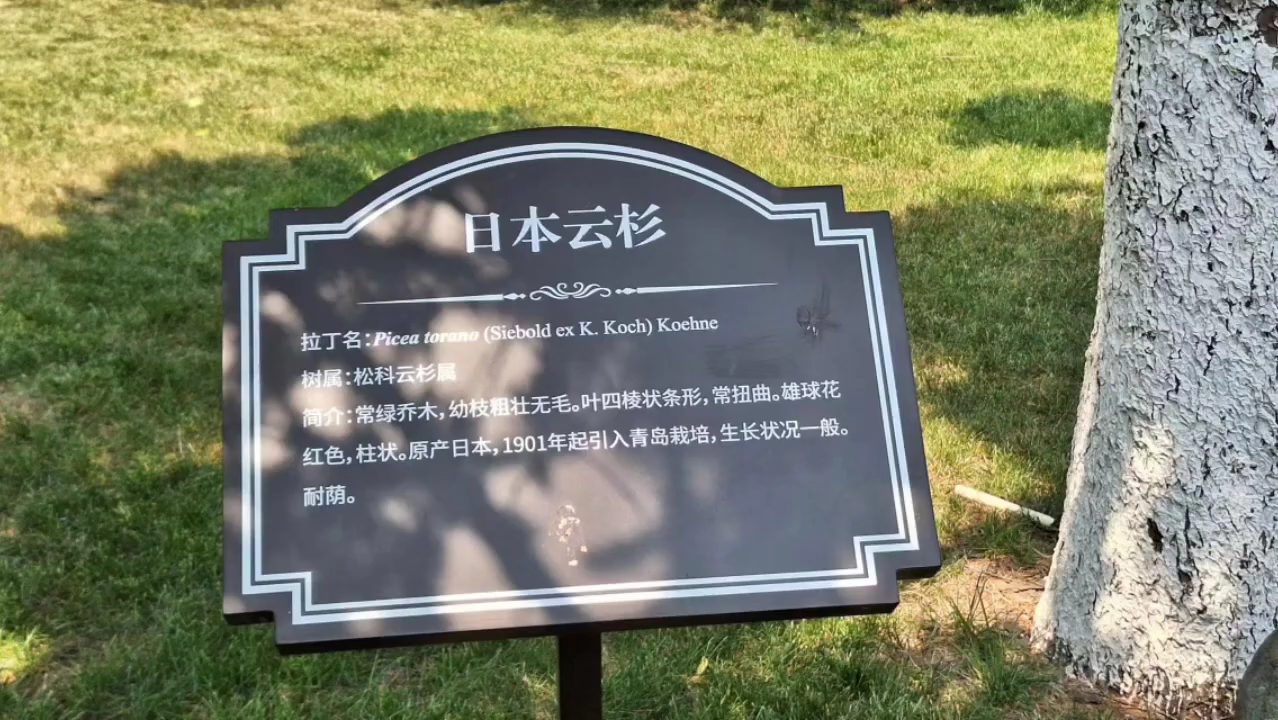 日本云杉
拉丁名：Picea torano (Siebold ex K. Koch) Koehne
树属：松科云杉属
简介：常绿乔木，幼枝粗壮无毛。叶四棱状条形，常扭曲。雄球花
红色，柱状。原产日本，1901年起引入青岛栽培，生长状况一般。
耐荫。